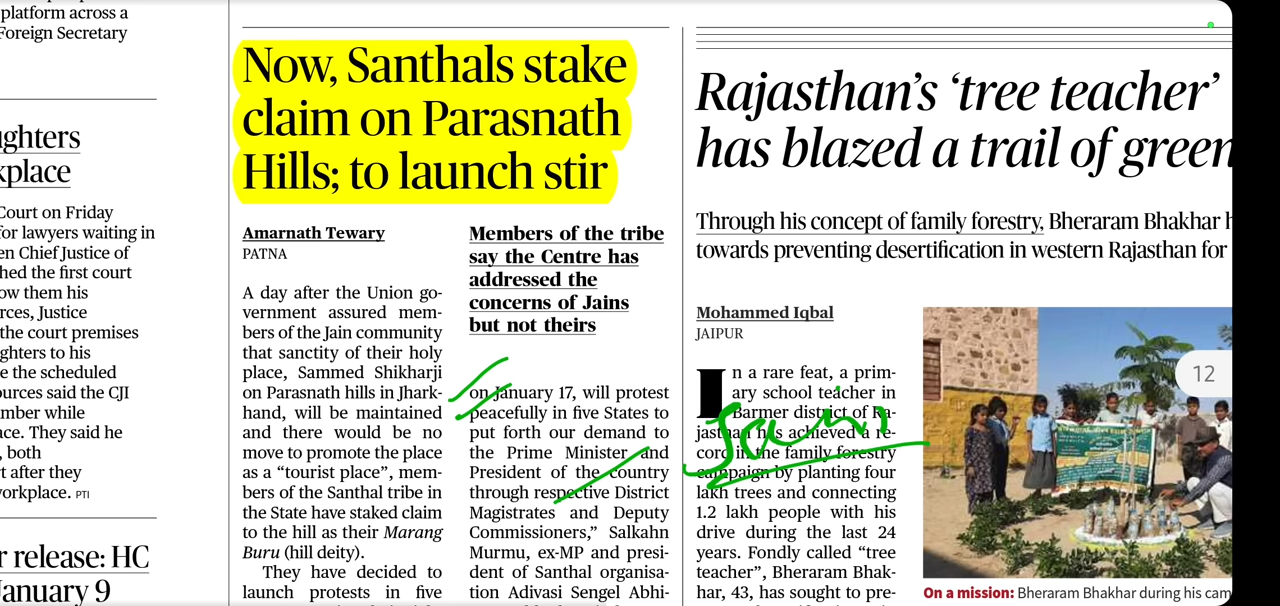 platform across a
Foreign Secretary
ughters
xplace
Court on Friday
for lawyers waiting in
en Chief Justice of
hed the first court
ow them his
rces, Justice
the court premises
ghters to his
e the scheduled
ources said the CJI
mber while
ace. They said he
, both
rt after they
vorkplace. PTI
r release: HC
January 9
Now, Santhals stake
claim on Parasnath
Hills; to launch stir
Amarnath Tewary
PATNA
A day after the Union go-
vernment assured mem-
bers of the Jain community
that sanctity of their holy
place, Sammed Shikharji
on Parasnath hills in Jhark-
hand, will be maintained
and there would be no
move to promote the place
as a “tourist place”, mem-
bers of the Santhal tribe in
the State have staked claim
to the hill as their Marang
Buru (hill deity).
They have decided to
launch protests in five
Members of the tribe
say the Centre has
addressed the
concerns of Jains
but not theirs
on January 17, will protest
peacefully in five States to
put forth our demand to
the Prime Minister and
President of the country
through respective District
Magistrates and Deputy
Commissioners,” Salkahn
Murmu, ex-MP and presi-
dent of Santhal organisa-
tion Adivasi Sengel Abhi-
Rajasthan’s ‘tree teacher’
has blazed a trail of green
Through his concept of family forestry, Bheraram Bhakhar h
towards preventing desertification in western Rajasthan for
Mohammed Iqbal
JAIPUR
In a rare feat, a prim-
ary school teacher in
Barmer district of Ra-
jasthan has achieved a re-
cord in the family forestry
campaign by planting four
lakh trees and connecting
1.2 lakh people with his
drive during the last 24
years. Fondly called “tree
teacher”, Bheraram Bhak-
har, 43, has sought to pre-
Jain
12
On a mission: Bheraram Bhakhar during his cam